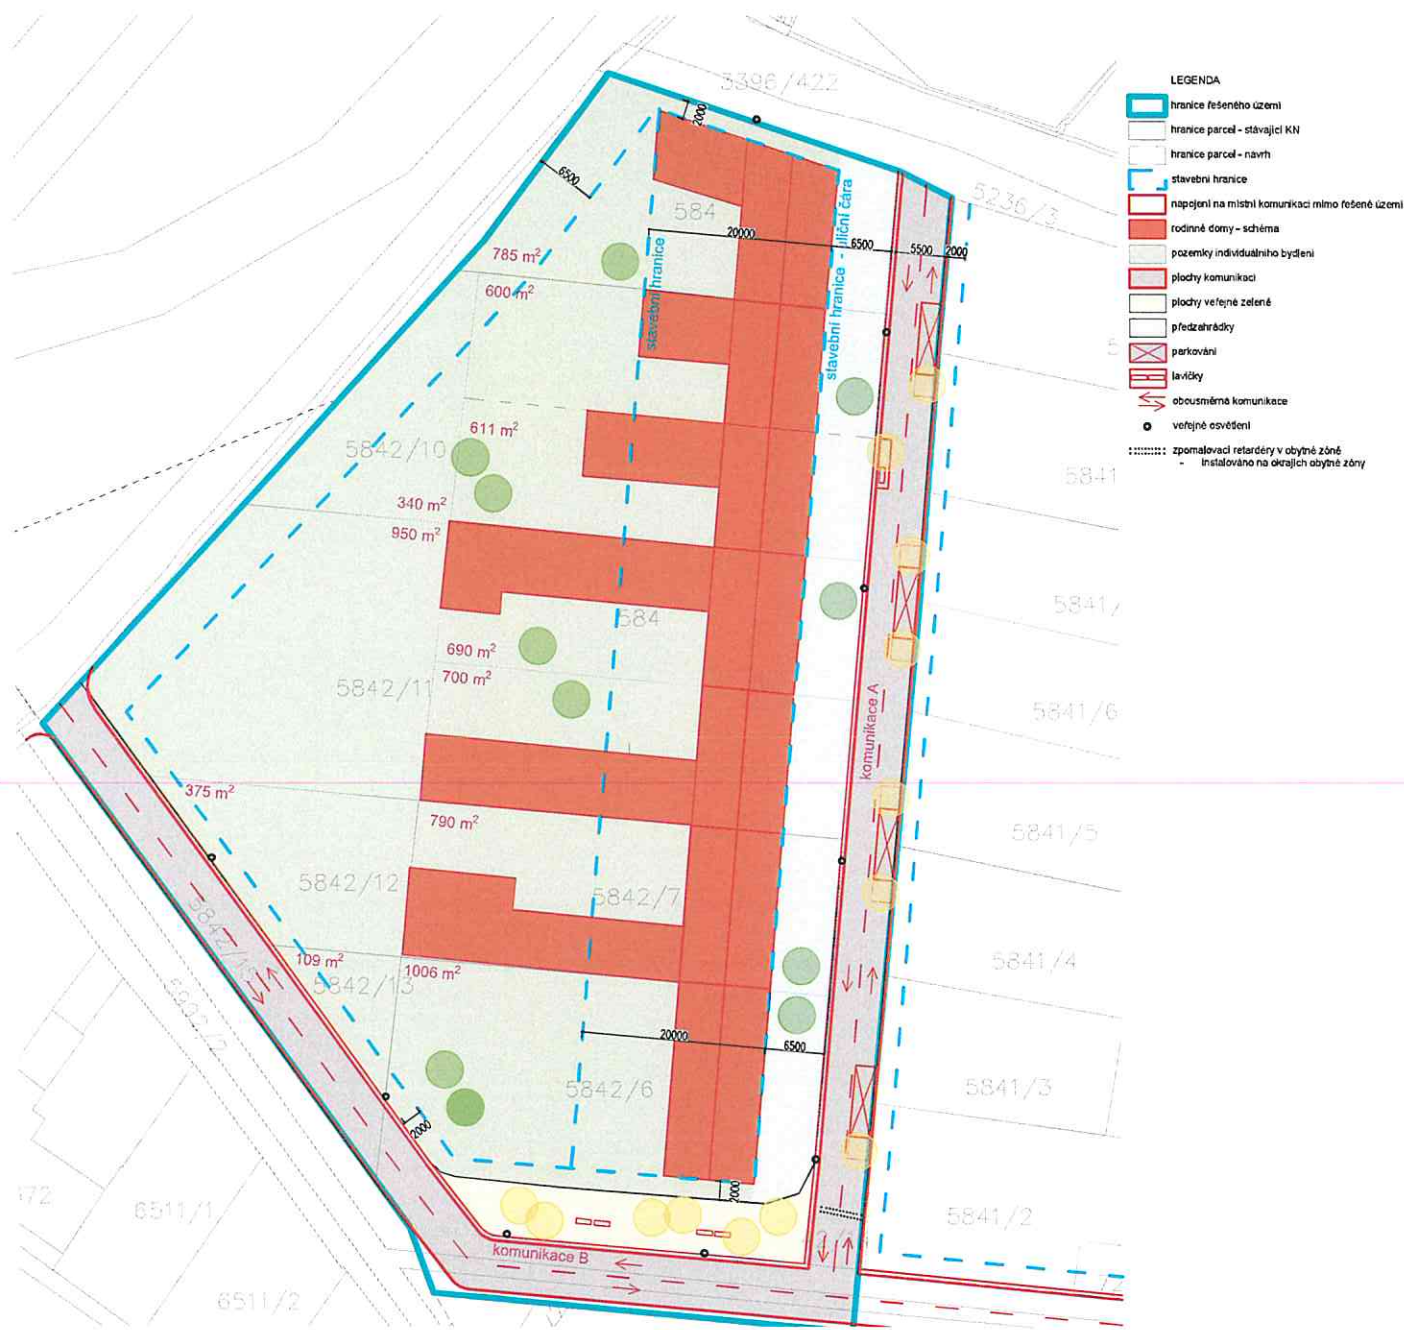 LEGENDA
hranice řešeného území
hranice parcel - stávající KN
hranice parcel - návrh
stavební hranice
napojení na místní komunikaci mimo řešené území
rodinné domy - schéma
pozemky individuálního bydlení
plochy komunikací
plochy veřejné zeleně
předzahrádky
parkování
lavičky
obousměrná komunikace
veřejné osvětlení
zpomalovací retardéry v obytné zóně
- instalováno na okrajích obytné zóny
3396/422
2000
6500
5236/3
584
20000
6500
5500
2000
stavební hranice
stavební hranice - uliční čára
785 m²
600 m²
611 m²
5842/10
340 m²
950 m²
5841
584
5841/
690 m²
700 m²
5842/11
5841/6
komunikace A
375 m²
790 m²
5841/5
5842/12
5842/7
109 m²
1006 m²
5842/13
5841/4
20000
6500
5842/6
5841/3
2000
2000
6511/1
5841/2
komunikace B
6511/2